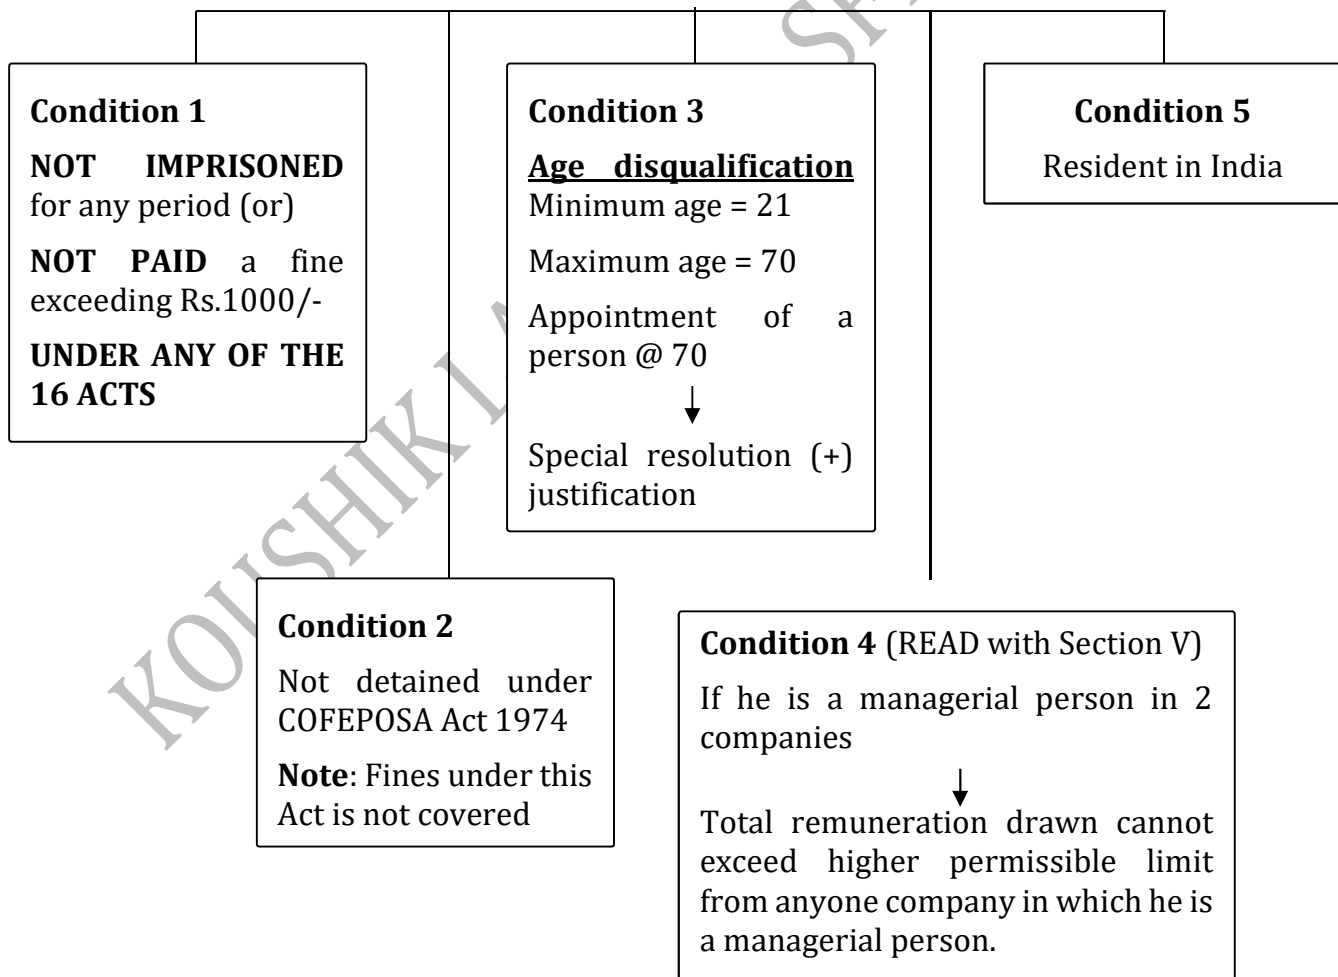 Condition 1
NOT IMPRISONED
for any period (or)
NOT PAID a fine
exceeding Rs.1000/-
UNDER ANY OF THE
16 ACTS
Condition 3
Age disqualification
Minimum age = 21
Maximum age = 70
Appointment of a
person @ 70
Special resolution (+)
justification
Condition 5
Resident in India
Condition 2
Not detained under
COFEPOSA Act 1974
Note: Fines under this
Act is not covered
Condition 4 (READ with Section V)
If he is a managerial person in 2
companies
Total remuneration drawn cannot
exceed higher permissible limit
from anyone company in which he is
a managerial person.
KOUSHIK